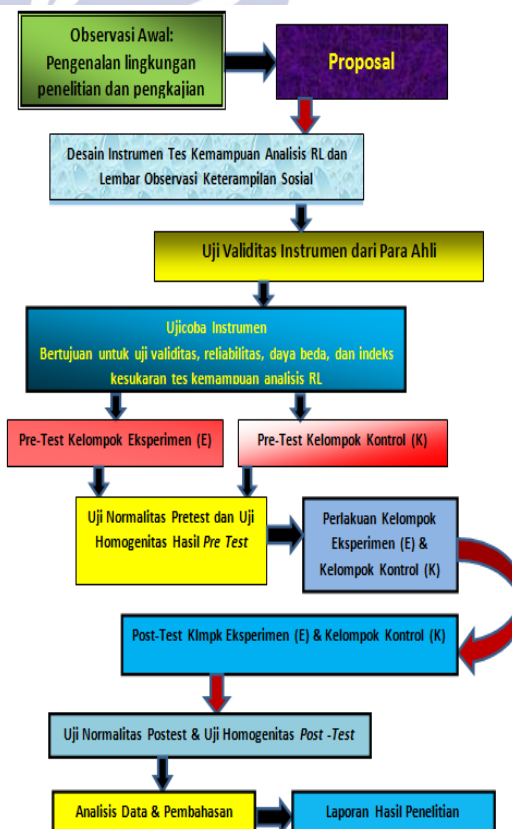 Observasi Awal:
Pengenalan lingkungan
penelitian dan pengkajian
Proposal
Desain Instrumen Tes Kemampuan Analisis RL dan
Lembar Observasi Keterampilan Sosial
Uji Validitas Instrumen dari Para Ahli
Ujicoba Instrumen
Bertujuan untuk uji validitas, reliabilitas, daya beda, dan indeks
kesukaran tes kemampuan analisis RL
Pre-Test Kelompok Eksperimen (E)
Pre-Test Kelompok Kontrol (K)
Uji Normalitas Pretest dan Uji
Homogenitas Hasil Pre Test
Perlakuan Kelompok
Eksperimen (E) &
Kelompok Kontrol (K)
Post-Test Klmpk Eksperimen (E) & Kelompok Kontrol (K)
Uji Normalitas Postest & Uji Homogenitas Post -Test
Analisis Data & Pembahasan
Laporan Hasil Penelitian